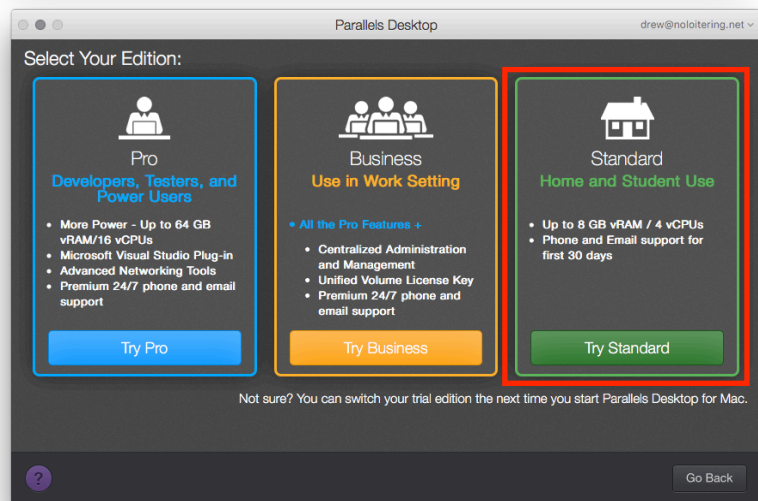 Parallels Desktop
drew@noloitering.net
Select Your Edition:
Pro
Developers, Testers, and
Power Users
• More Power - Up to 64 GB
vRAM/16 vCPUs
• Microsoft Visual Studio Plug-in
• Advanced Networking Tools
• Premium 24/7 phone and email
support
Try Pro
Business
Use in Work Setting
• All the Pro Features +
• Centralized Administration
and Management
• Unified Volume License Key
• Premium 24/7 phone and
email support
Try Business
Standard
Home and Student Use
• Up to 8 GB vRAM / 4 vCPUs
• Phone and Email support for
first 30 days
Try Standard
Not sure? You can switch your trial edition the next time you start Parallels Desktop for Mac.
?
Go Back